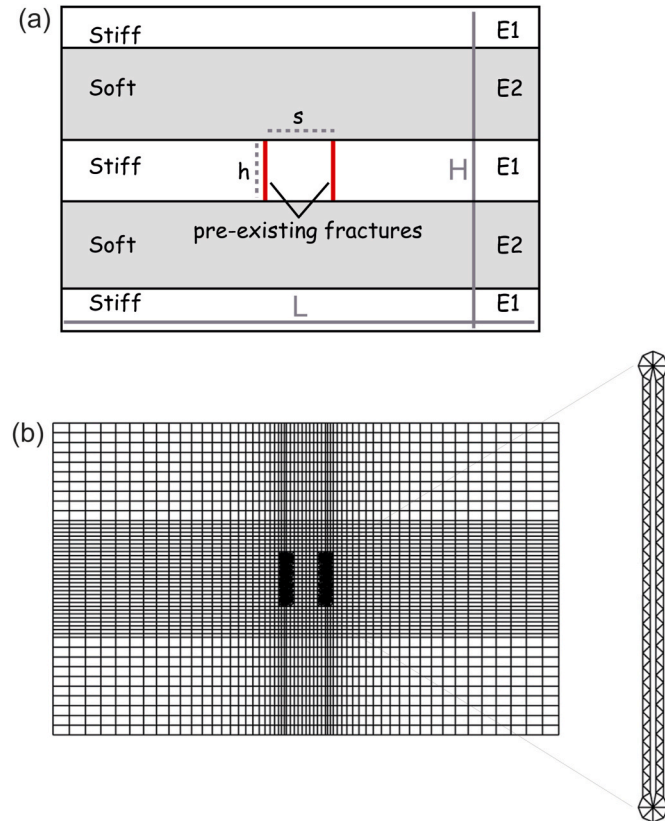 (a)
Stiff E1
Soft E2
s
Stiff h H E1
pre-existing fractures
Soft E2
Stiff L E1
(b)